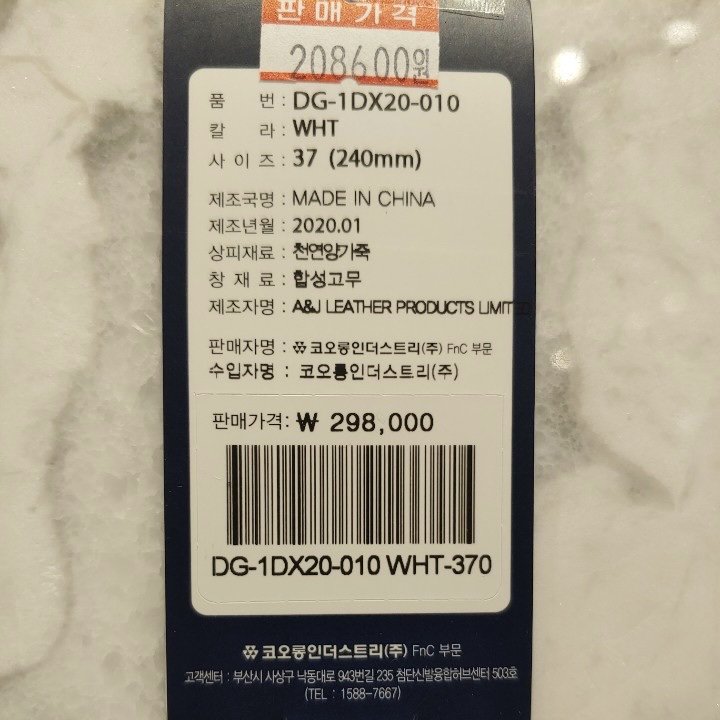 판매가격
208600원
품 번 : DG-1DX20-010
칼 라 : WHT
사 이 즈 : 37 (240mm)
제조국명 : MADE IN CHINA
제조년월 : 2020.01
상피재료 : 천연양가죽
창 재 료 : 합성고무
제조자명 : A&J LEATHER PRODUCTS LIMITED
판매자명 : 코오롱인더스트리(주) FnC 부문
수입자명 : 코오롱인더스트리(주)
판매가격: ₩ 298,000
DG-1DX20-010 WHT-370
코오롱인더스트리(주) FnC 부문
고객센터 : 부산시 사상구 낙동대로 943번길 235 첨단신발융합허브센터 503호
(TEL : 1588-7667)